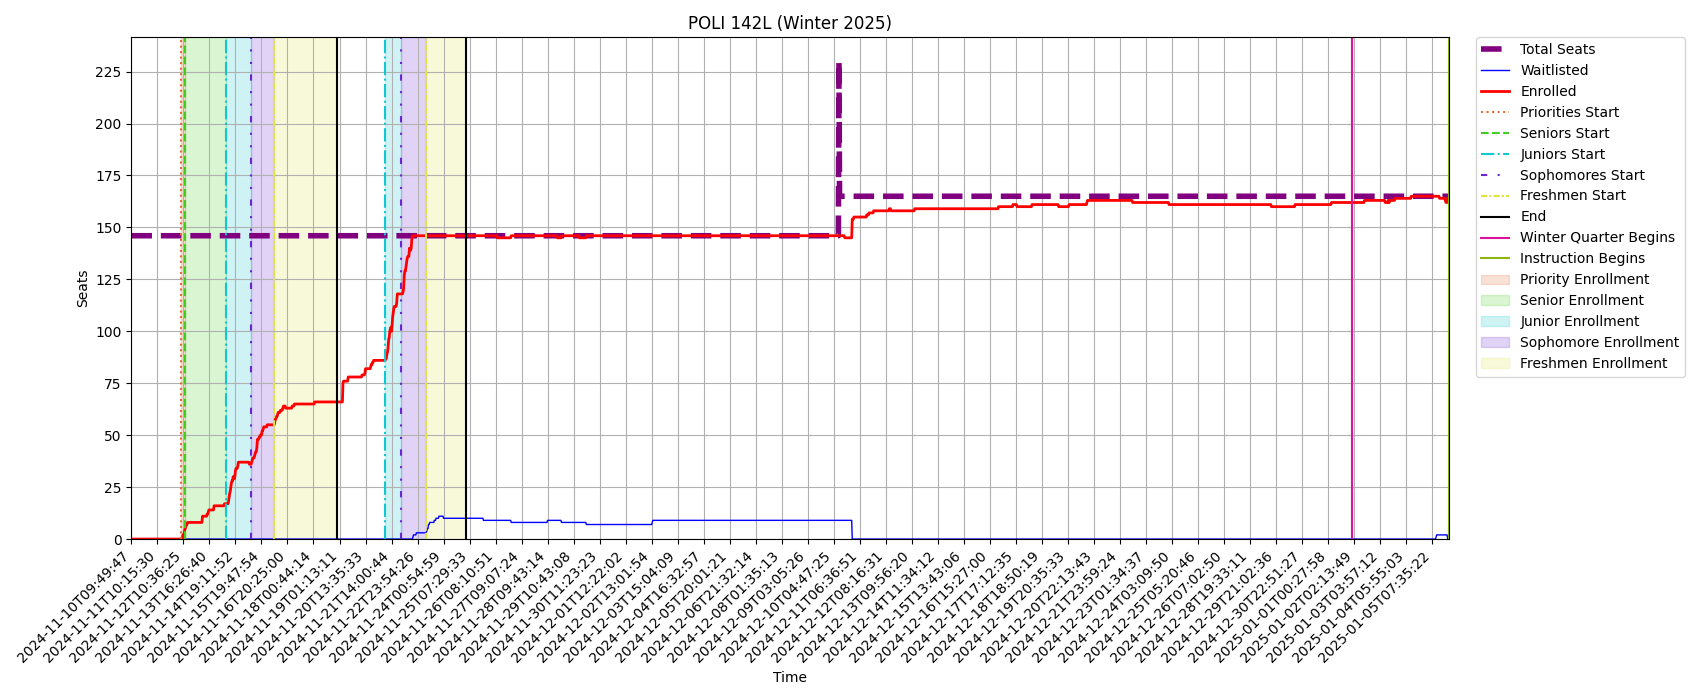 POLI 142L (Winter 2025)
Seats
225
200
175
150
125
100
75
50
25
0
2024-11-10T09:49:47
2024-11-11T10:15:30
2024-11-12T10:36:25
2024-11-13T16:26:40
2024-11-14T19:11:52
2024-11-15T19:47:54
2024-11-16T20:25:00
2024-11-18T00:44:14
2024-11-19T01:13:11
2024-11-20T13:35:33
2024-11-21T14:00:44
2024-11-22T23:54:26
2024-11-24T00:54:59
2024-11-25T07:29:33
2024-11-26T08:10:51
2024-11-27T09:07:24
2024-11-28T09:43:14
2024-11-29T10:43:08
2024-11-30T11:23:23
2024-12-01T12:22:02
2024-12-02T13:01:54
2024-12-03T15:04:09
2024-12-04T16:32:57
2024-12-05T20:01:21
2024-12-06T21:32:14
2024-12-08T01:35:13
2024-12-09T03:05:26
2024-12-10T04:47:25
2024-12-11T06:36:51
2024-12-12T08:16:31
2024-12-13T09:56:20
2024-12-14T11:34:12
2024-12-15T13:43:06
2024-12-16T15:27:00
2024-12-17T17:12:35
2024-12-18T18:50:19
2024-12-19T20:35:33
2024-12-20T22:13:43
2024-12-21T23:59:24
2024-12-23T01:34:37
2024-12-24T03:09:50
2024-12-25T05:20:46
2024-12-26T07:02:50
2024-12-28T19:33:11
2024-12-29T21:02:36
2024-12-30T22:51:27
2025-01-01T00:27:58
2025-01-02T02:13:49
2025-01-03T03:57:12
2025-01-04T05:55:03
2025-01-05T07:35:22
Time
Total Seats
Waitlisted
Enrolled
Priorities Start
Seniors Start
Juniors Start
Sophomores Start
Freshmen Start
End
Winter Quarter Begins
Instruction Begins
Priority Enrollment
Senior Enrollment
Junior Enrollment
Sophomore Enrollment
Freshmen Enrollment